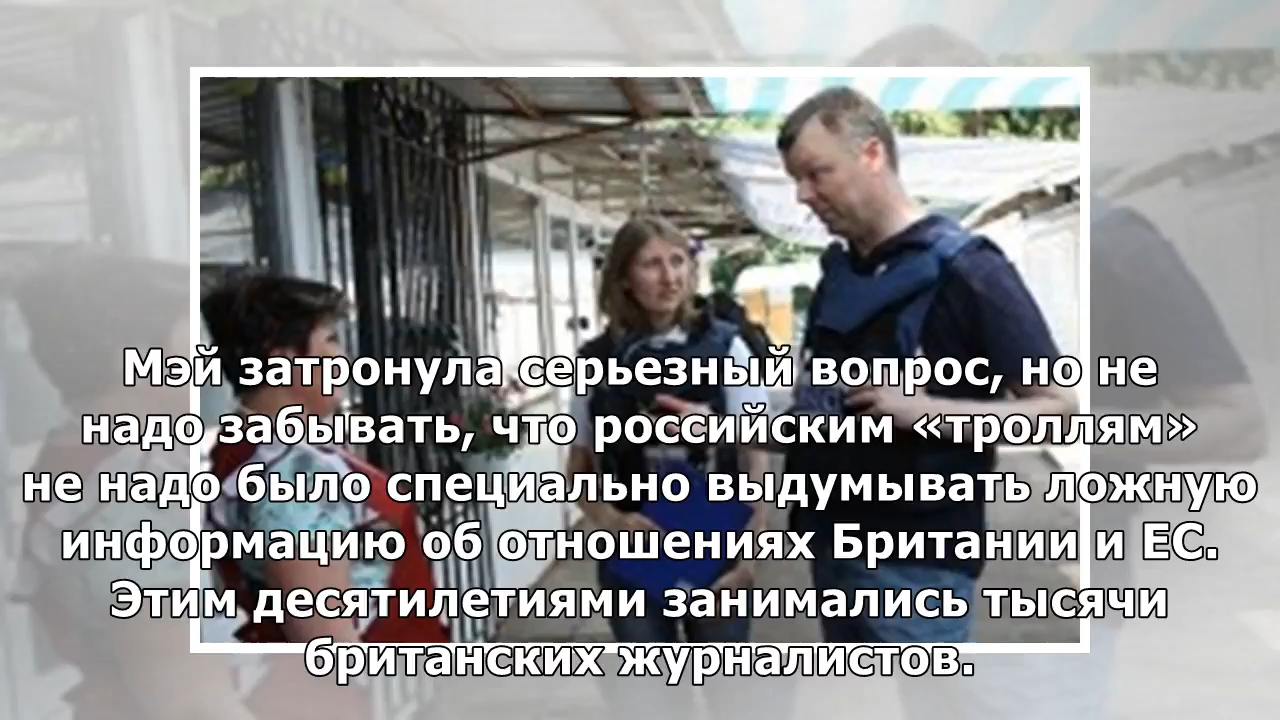 Мэй затронула серьезный вопрос, но не
надо забывать, что российским «троллям»
не надо было специально выдумывать ложную
информацию об отношениях Британии и ЕС.
Этим десятилетиями занимались тысячи
британских журналистов.